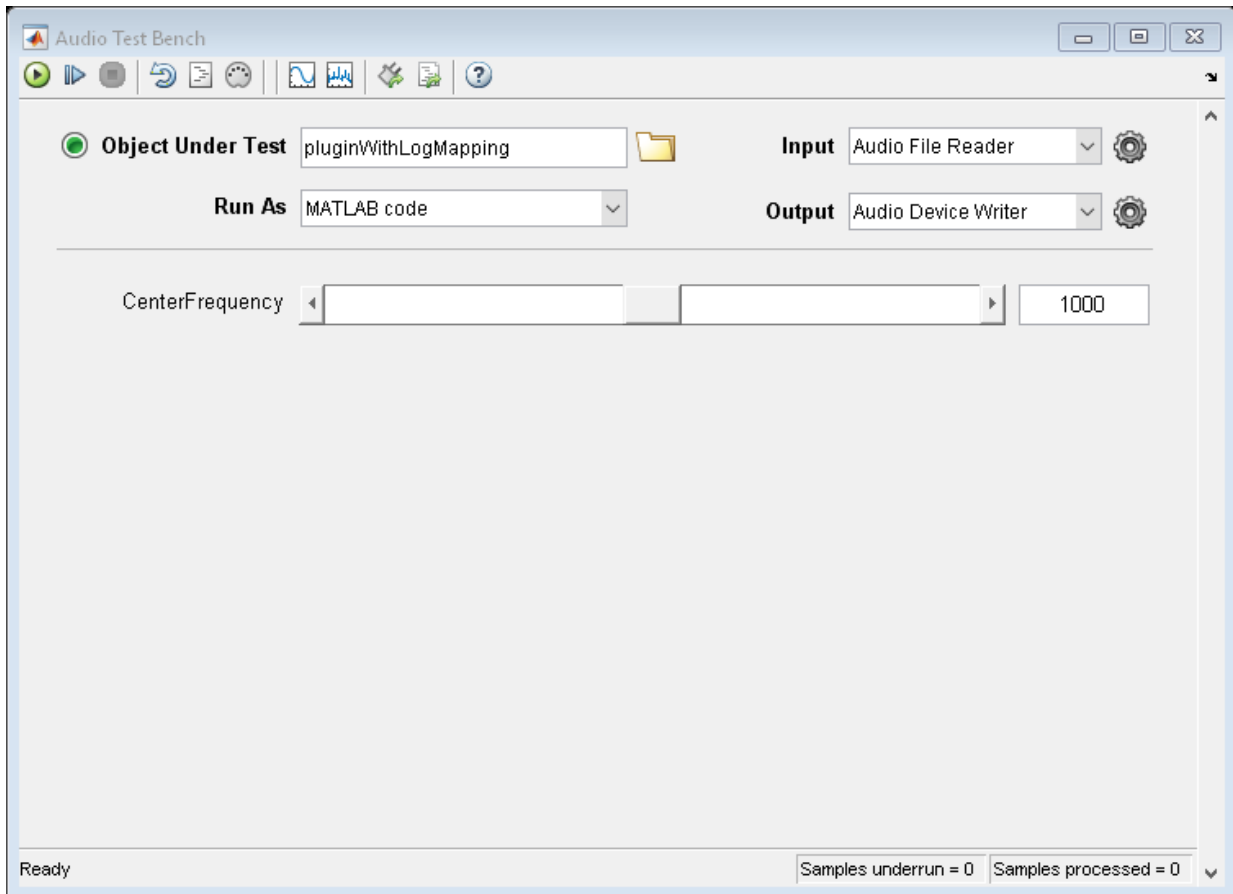 Audio Test Bench
Object Under Test pluginWithLogMapping Input Audio File Reader
Run As MATLAB code Output Audio Device Writer
CenterFrequency 1000
Ready Samples underrun = 0 Samples processed = 0